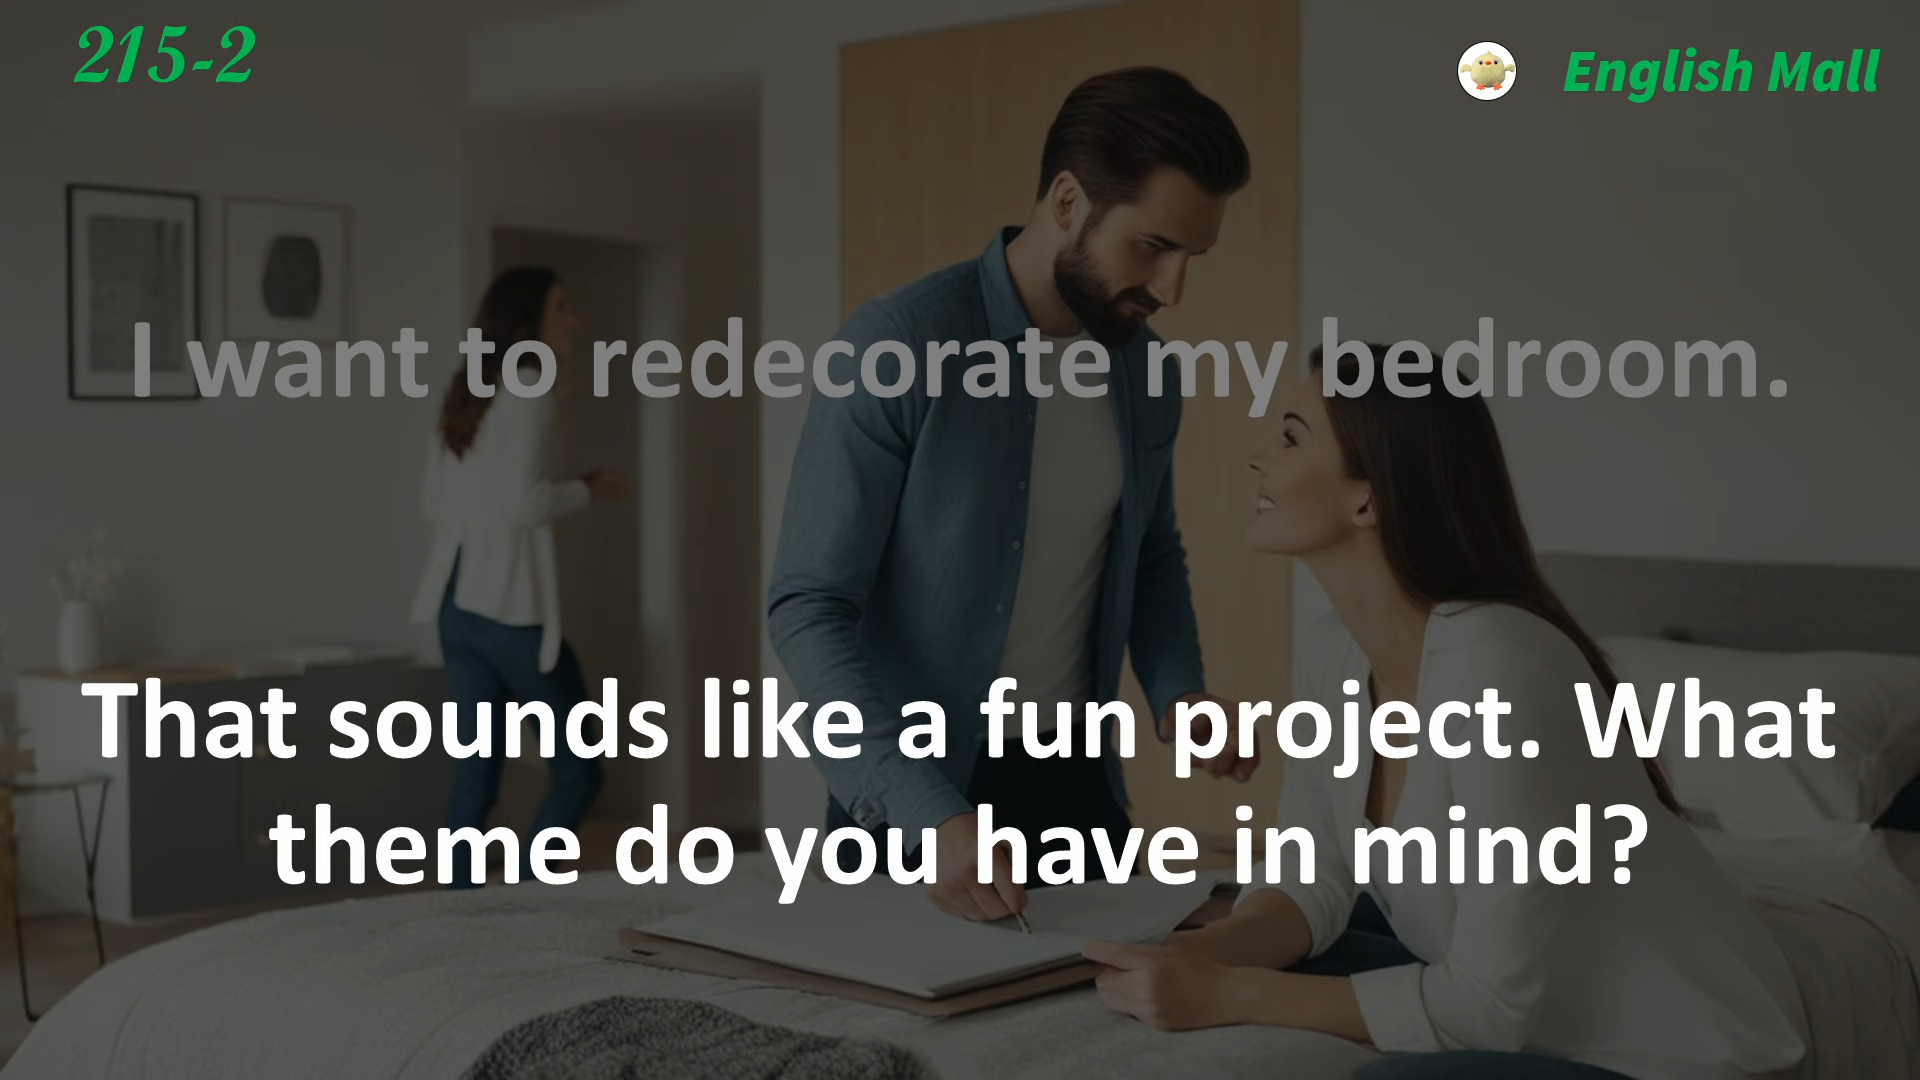 215-2
English Mall
I want to redecorate my bedroom.
That sounds like a fun project. What
theme do you have in mind?